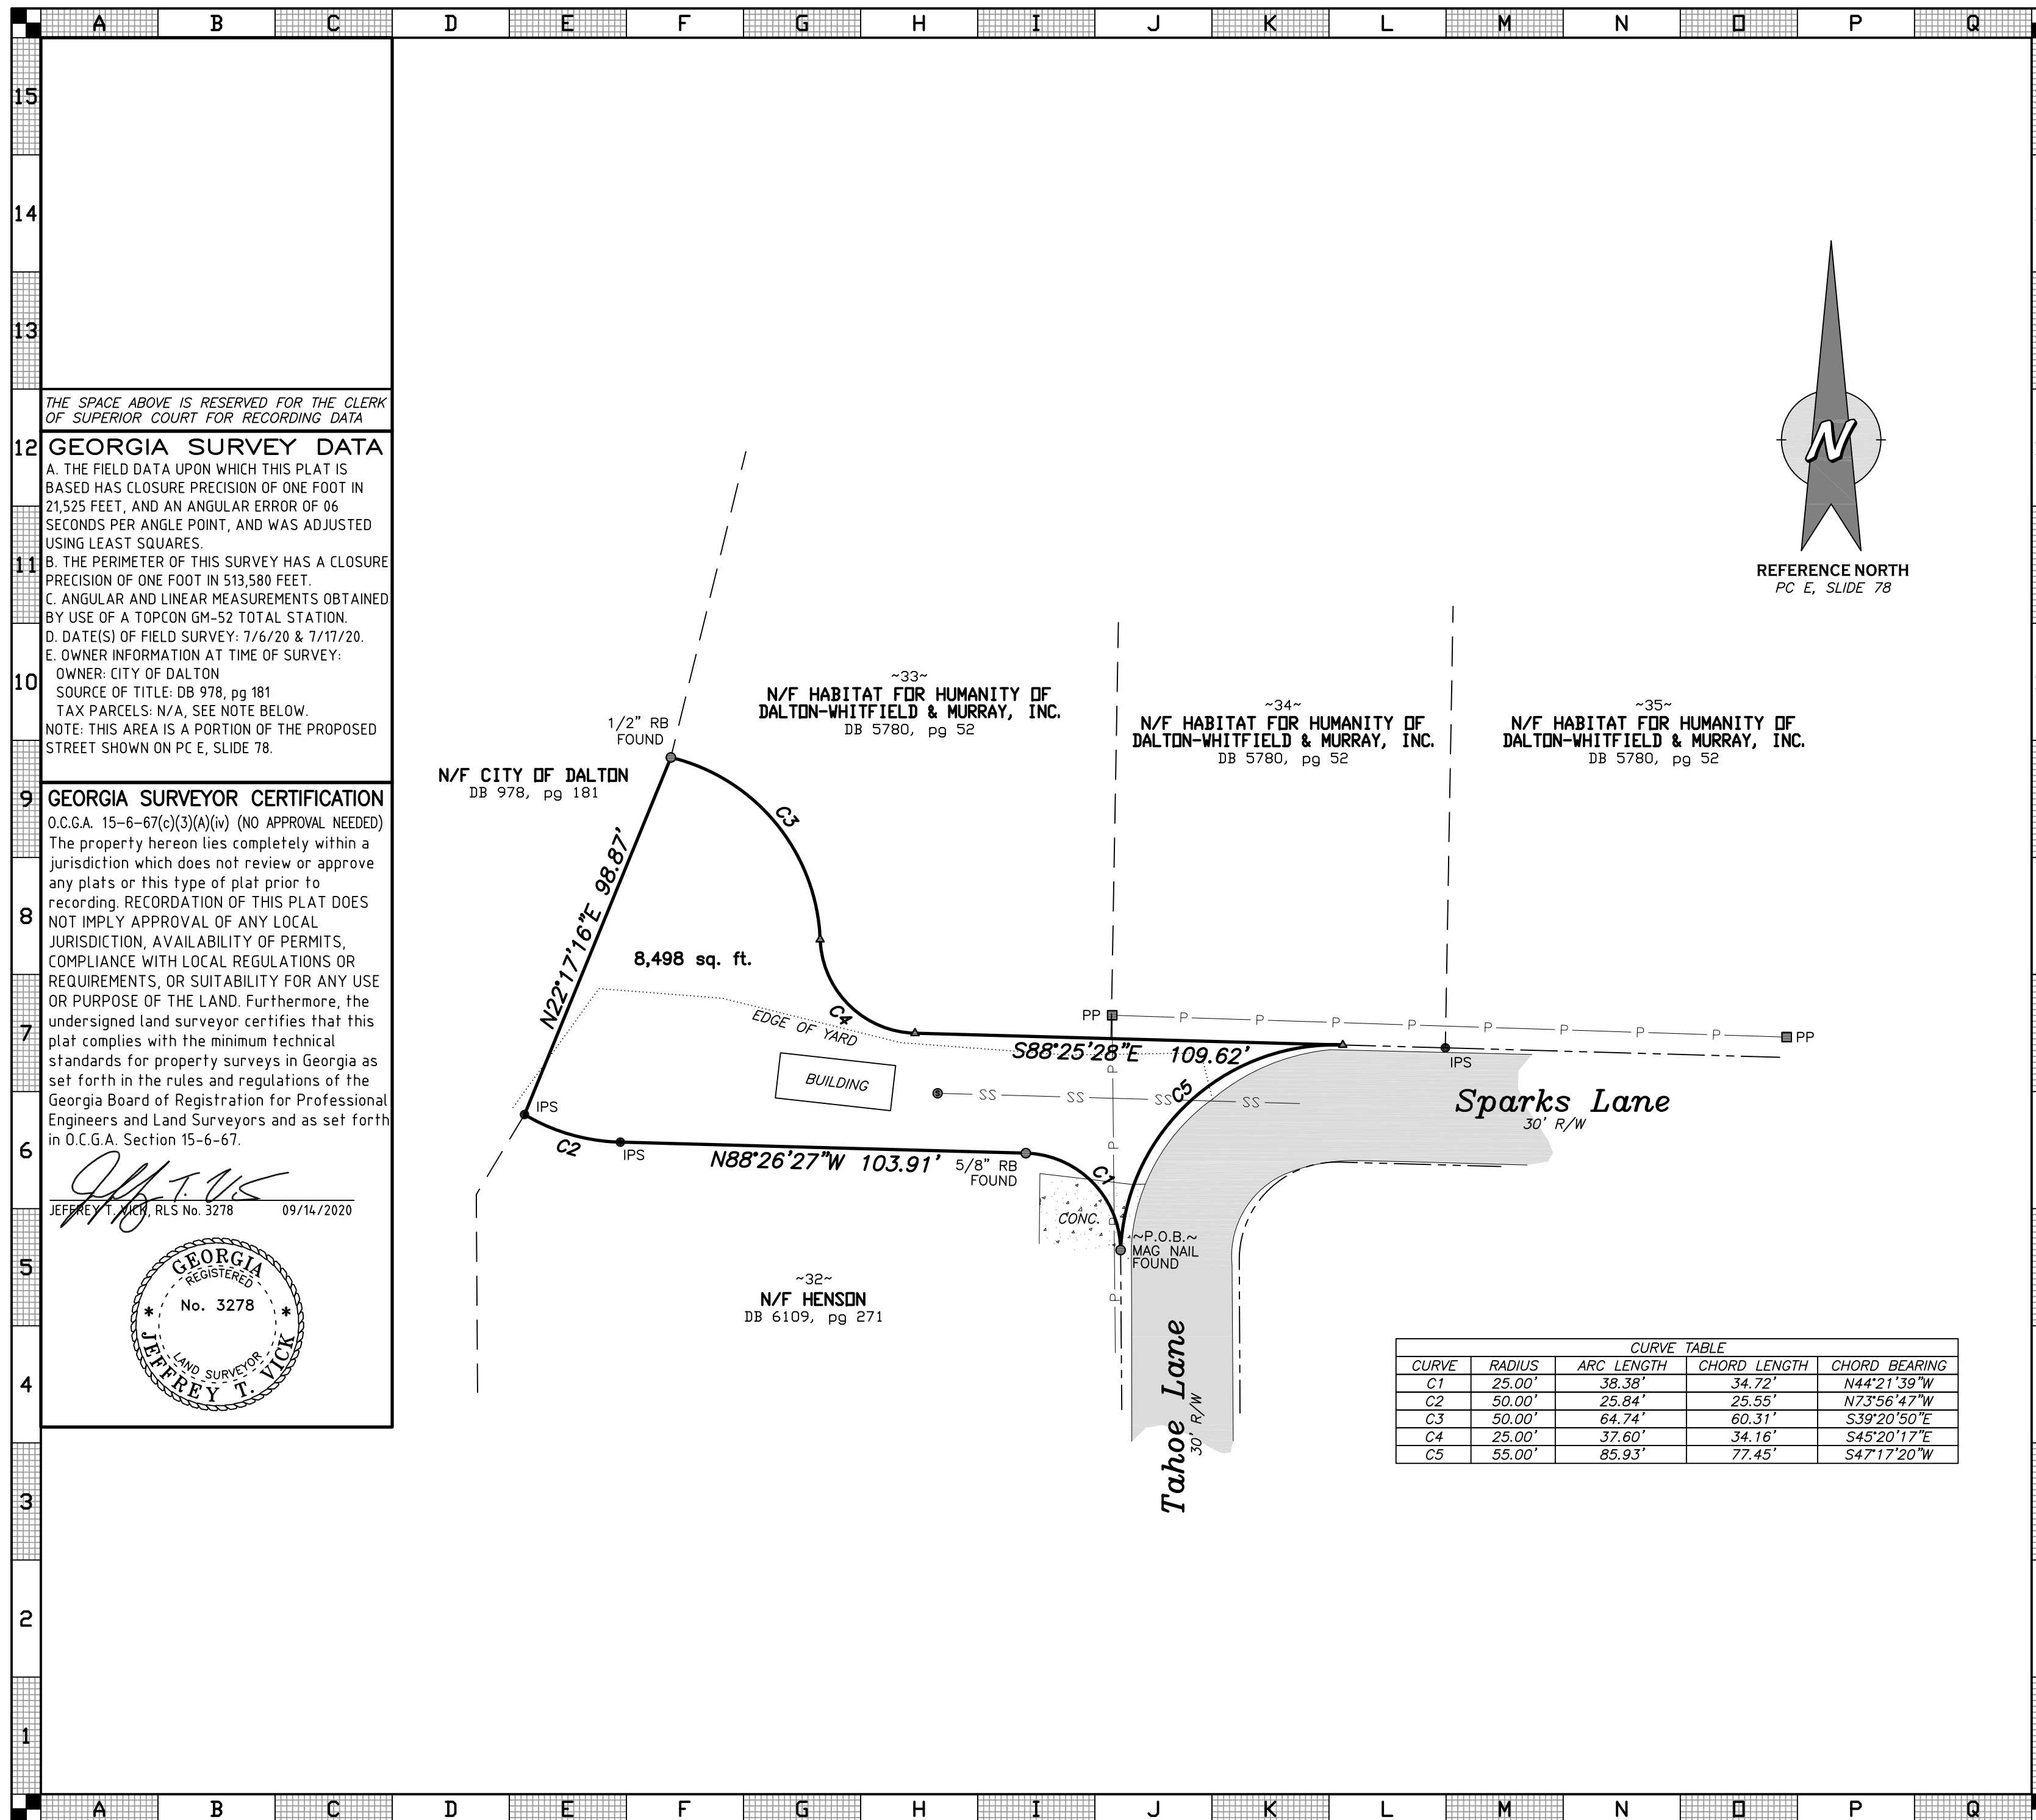 A B C D E F G H I J K L M N O P Q
15
14
13
12
11
10
9
8
7
6
5
4
3
2
1
THE SPACE ABOVE IS RESERVED FOR THE CLERK
OF SUPERIOR COURT FOR RECORDING DATA
GEORGIA SURVEY DATA
A. THE FIELD DATA UPON WHICH THIS PLAT IS
BASED HAS CLOSURE PRECISION OF ONE FOOT IN
21,525 FEET, AND AN ANGULAR ERROR OF 06
SECONDS PER ANGLE POINT, AND WAS ADJUSTED
USING LEAST SQUARES.
B. THE PERIMETER OF THIS SURVEY HAS A CLOSURE
PRECISION OF ONE FOOT IN 513,580 FEET.
C. ANGULAR AND LINEAR MEASUREMENTS OBTAINED
BY USE OF A TOPCON GM-52 TOTAL STATION.
D. DATE(S) OF FIELD SURVEY: 7/6/20 & 7/17/20.
E. OWNER INFORMATION AT TIME OF SURVEY:
OWNER: CITY OF DALTON
SOURCE OF TITLE: DB 978, pg 181
TAX PARCELS: N/A, SEE NOTE BELOW.
NOTE: THIS AREA IS A PORTION OF THE PROPOSED
STREET SHOWN ON PC E, SLIDE 78.
GEORGIA SURVEYOR CERTIFICATION
O.C.G.A. 15-6-67(c)(3)(A)(iv) (NO APPROVAL NEEDED)
The property hereon lies completely within a
jurisdiction which does not review or approve
any plats or this type of plat prior to
recording. RECORDATION OF THIS PLAT DOES
NOT IMPLY APPROVAL OF ANY LOCAL
JURISDICTION, AVAILABILITY OF PERMITS,
COMPLIANCE WITH LOCAL REGULATIONS OR
REQUIREMENTS, OR SUITABILITY FOR ANY USE
OR PURPOSE OF THE LAND. Furthermore, the
undersigned land surveyor certifies that this
plat complies with the minimum technical
standards for property surveys in Georgia as
set forth in the rules and regulations of the
Georgia Board of Registration for Professional
Engineers and Land Surveyors and as set forth
in O.C.G.A. Section 15-6-67.
JEFFREY T. VICK, RLS No. 3278 09/14/2020
GEORGIA
REGISTERED
* No. 3278 *
LAND SURVEYOR
JEFFREY T. VICK
N
REFERENCE NORTH
PC E, SLIDE 78
~33~
N/F HABITAT FOR HUMANITY OF
DALTON-WHITFIELD & MURRAY, INC.
DB 5780, pg 52
~34~
N/F HABITAT FOR HUMANITY OF
DALTON-WHITFIELD & MURRAY, INC.
DB 5780, pg 52
~35~
N/F HABITAT FOR HUMANITY OF
DALTON-WHITFIELD & MURRAY, INC.
DB 5780, pg 52
1/2" RB
FOUND
N/F CITY OF DALTON
DB 978, pg 181
C3
N22°17'16"E 98.87'
8,498 sq. ft.
EDGE OF YARD
C4
PP P P P P P P P P PP
S88°25'28"E 109.62'
P
IPS
BUILDING
S SS SS SS SS
C5
Sparks Lane
30' R/W
IPS
C2
IPS
N88°26'27"W 103.91'
P
5/8" RB
FOUND
C1
CONC.
P
~P.O.B.~
MAG NAIL
FOUND
~32~
N/F HENSON
DB 6109, pg 271
P
Tahoe Lane
30' R/W
CURVE TABLE
CURVE RADIUS ARC LENGTH CHORD LENGTH CHORD BEARING
C1 25.00' 38.38' 34.72' N44°21'39"W
C2 50.00' 25.84' 25.55' N73°56'47"W
C3 50.00' 64.74' 60.31' S39°20'50"E
C4 25.00' 37.60' 34.16' S45°20'17"E
C5 55.00' 85.93' 77.45' S47°17'20"W
A B C D E F G H I J K L M N O P Q